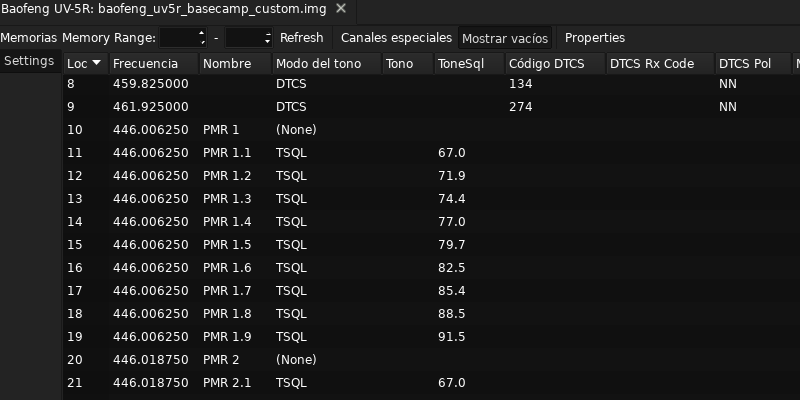 Baofeng UV-5R: baofeng_uv5r_basecamp_custom.img ✕
Memorias Memory Range: - Refresh Canales especiales Mostrar vacíos Properties
Settings
Loc Frecuencia Nombre Modo del tono Tono ToneSql Código DTCS DTCS Rx Code DTCS Pol
8 459.825000 DTCS 134 NN
9 461.925000 DTCS 274 NN
10 446.006250 PMR 1 (None)
11 446.006250 PMR 1.1 TSQL 67.0
12 446.006250 PMR 1.2 TSQL 71.9
13 446.006250 PMR 1.3 TSQL 74.4
14 446.006250 PMR 1.4 TSQL 77.0
15 446.006250 PMR 1.5 TSQL 79.7
16 446.006250 PMR 1.6 TSQL 82.5
17 446.006250 PMR 1.7 TSQL 85.4
18 446.006250 PMR 1.8 TSQL 88.5
19 446.006250 PMR 1.9 TSQL 91.5
20 446.018750 PMR 2 (None)
21 446.018750 PMR 2.1 TSQL 67.0